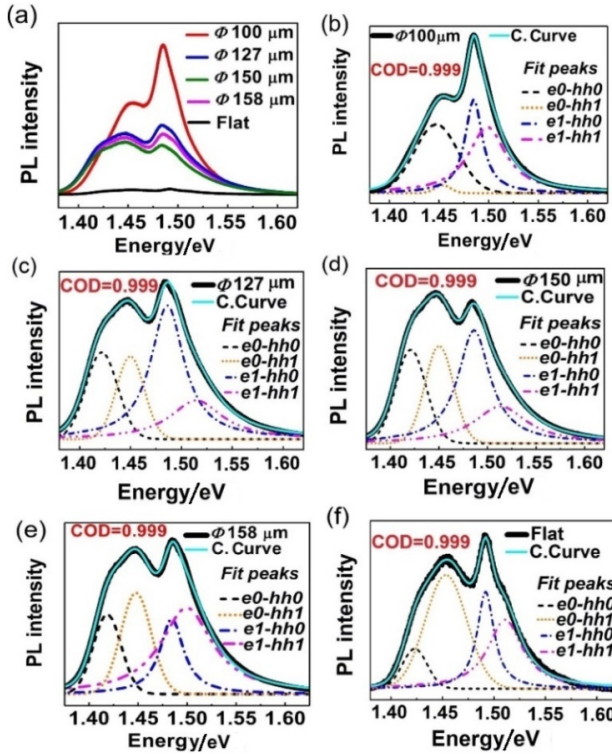 (a)
Φ 100 μm
Φ 127 μm
Φ 150 μm
Φ 158 μm
Flat
PL intensity
1.40 1.45 1.50 1.55 1.60
Energy/eV
(b)
Φ100μm C.Curve
COD=0.999
Fit peaks
e0-hh0
e0-hh1
e1-hh0
e1-hh1
PL intensity
1.40 1.45 1.50 1.55 1.60
Energy/eV
(c)
COD=0.999
Φ 127 μm
C.Curve
Fit peaks
e0-hh0
e0-hh1
e1-hh0
e1-hh1
PL intensity
1.40 1.45 1.50 1.55 1.60
Energy/eV
(d)
COD=0.999
Φ150 μm
C.Curve
Fit peaks
e0-hh0
e0-hh1
e1-hh0
e1-hh1
PL intensity
1.40 1.45 1.50 1.55 1.60
Energy/eV
(e)
COD=0.999
Φ158 μm
C.Curve
Fit peaks
e0-hh0
e0-hh1
e1-hh0
e1-hh1
PL intensity
1.40 1.45 1.50 1.55 1.60
Energy/eV
(f)
COD=0.999
Flat
C.Curve
Fit peaks
e0-hh0
e0-hh1
e1-hh0
e1-hh1
PL intensity
1.40 1.45 1.50 1.55 1.60
Energy/eV